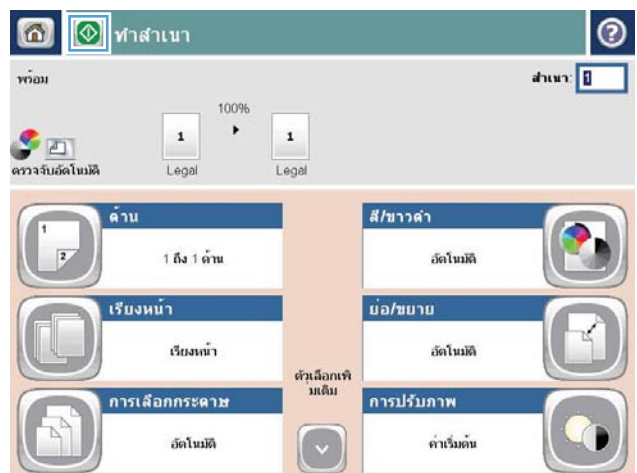 ทำสำเนา
พร้อม
สำเนา: 1
100%
1
1
ตรวจจับอัตโนมัติ
Legal
Legal
ด้าน
1
2
1 ถึง 1 ด้าน
สี/ขาวดำ
อัตโนมัติ
เรียงหน้า
เรียงหน้า
ย่อ/ขยาย
อัตโนมัติ
ตัวเลือกเพิ
มเติม
การเลือกกระดาษ
อัตโนมัติ
การปรับภาพ
ค่าเริ่มต้น